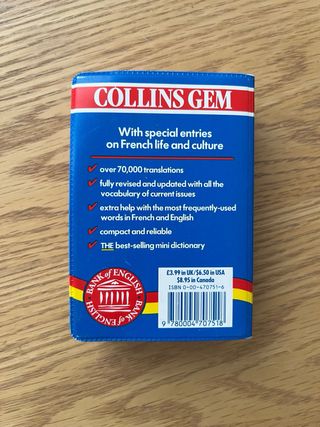 COLLINS GEM
With special entries
on French life and culture
over 70,000 translations
fully revised and updated with all the
vocabulary of current issues
extra help with the most frequently-used
words in French and English
compact and reliable
THE best-selling mini dictionary
BANK of ENGLISH
BANK of ENGLISH
£3.99 in UK/$6.50 in USA
$8.95 in Canada
ISBN 0-00-470751-6
9 780004 707518